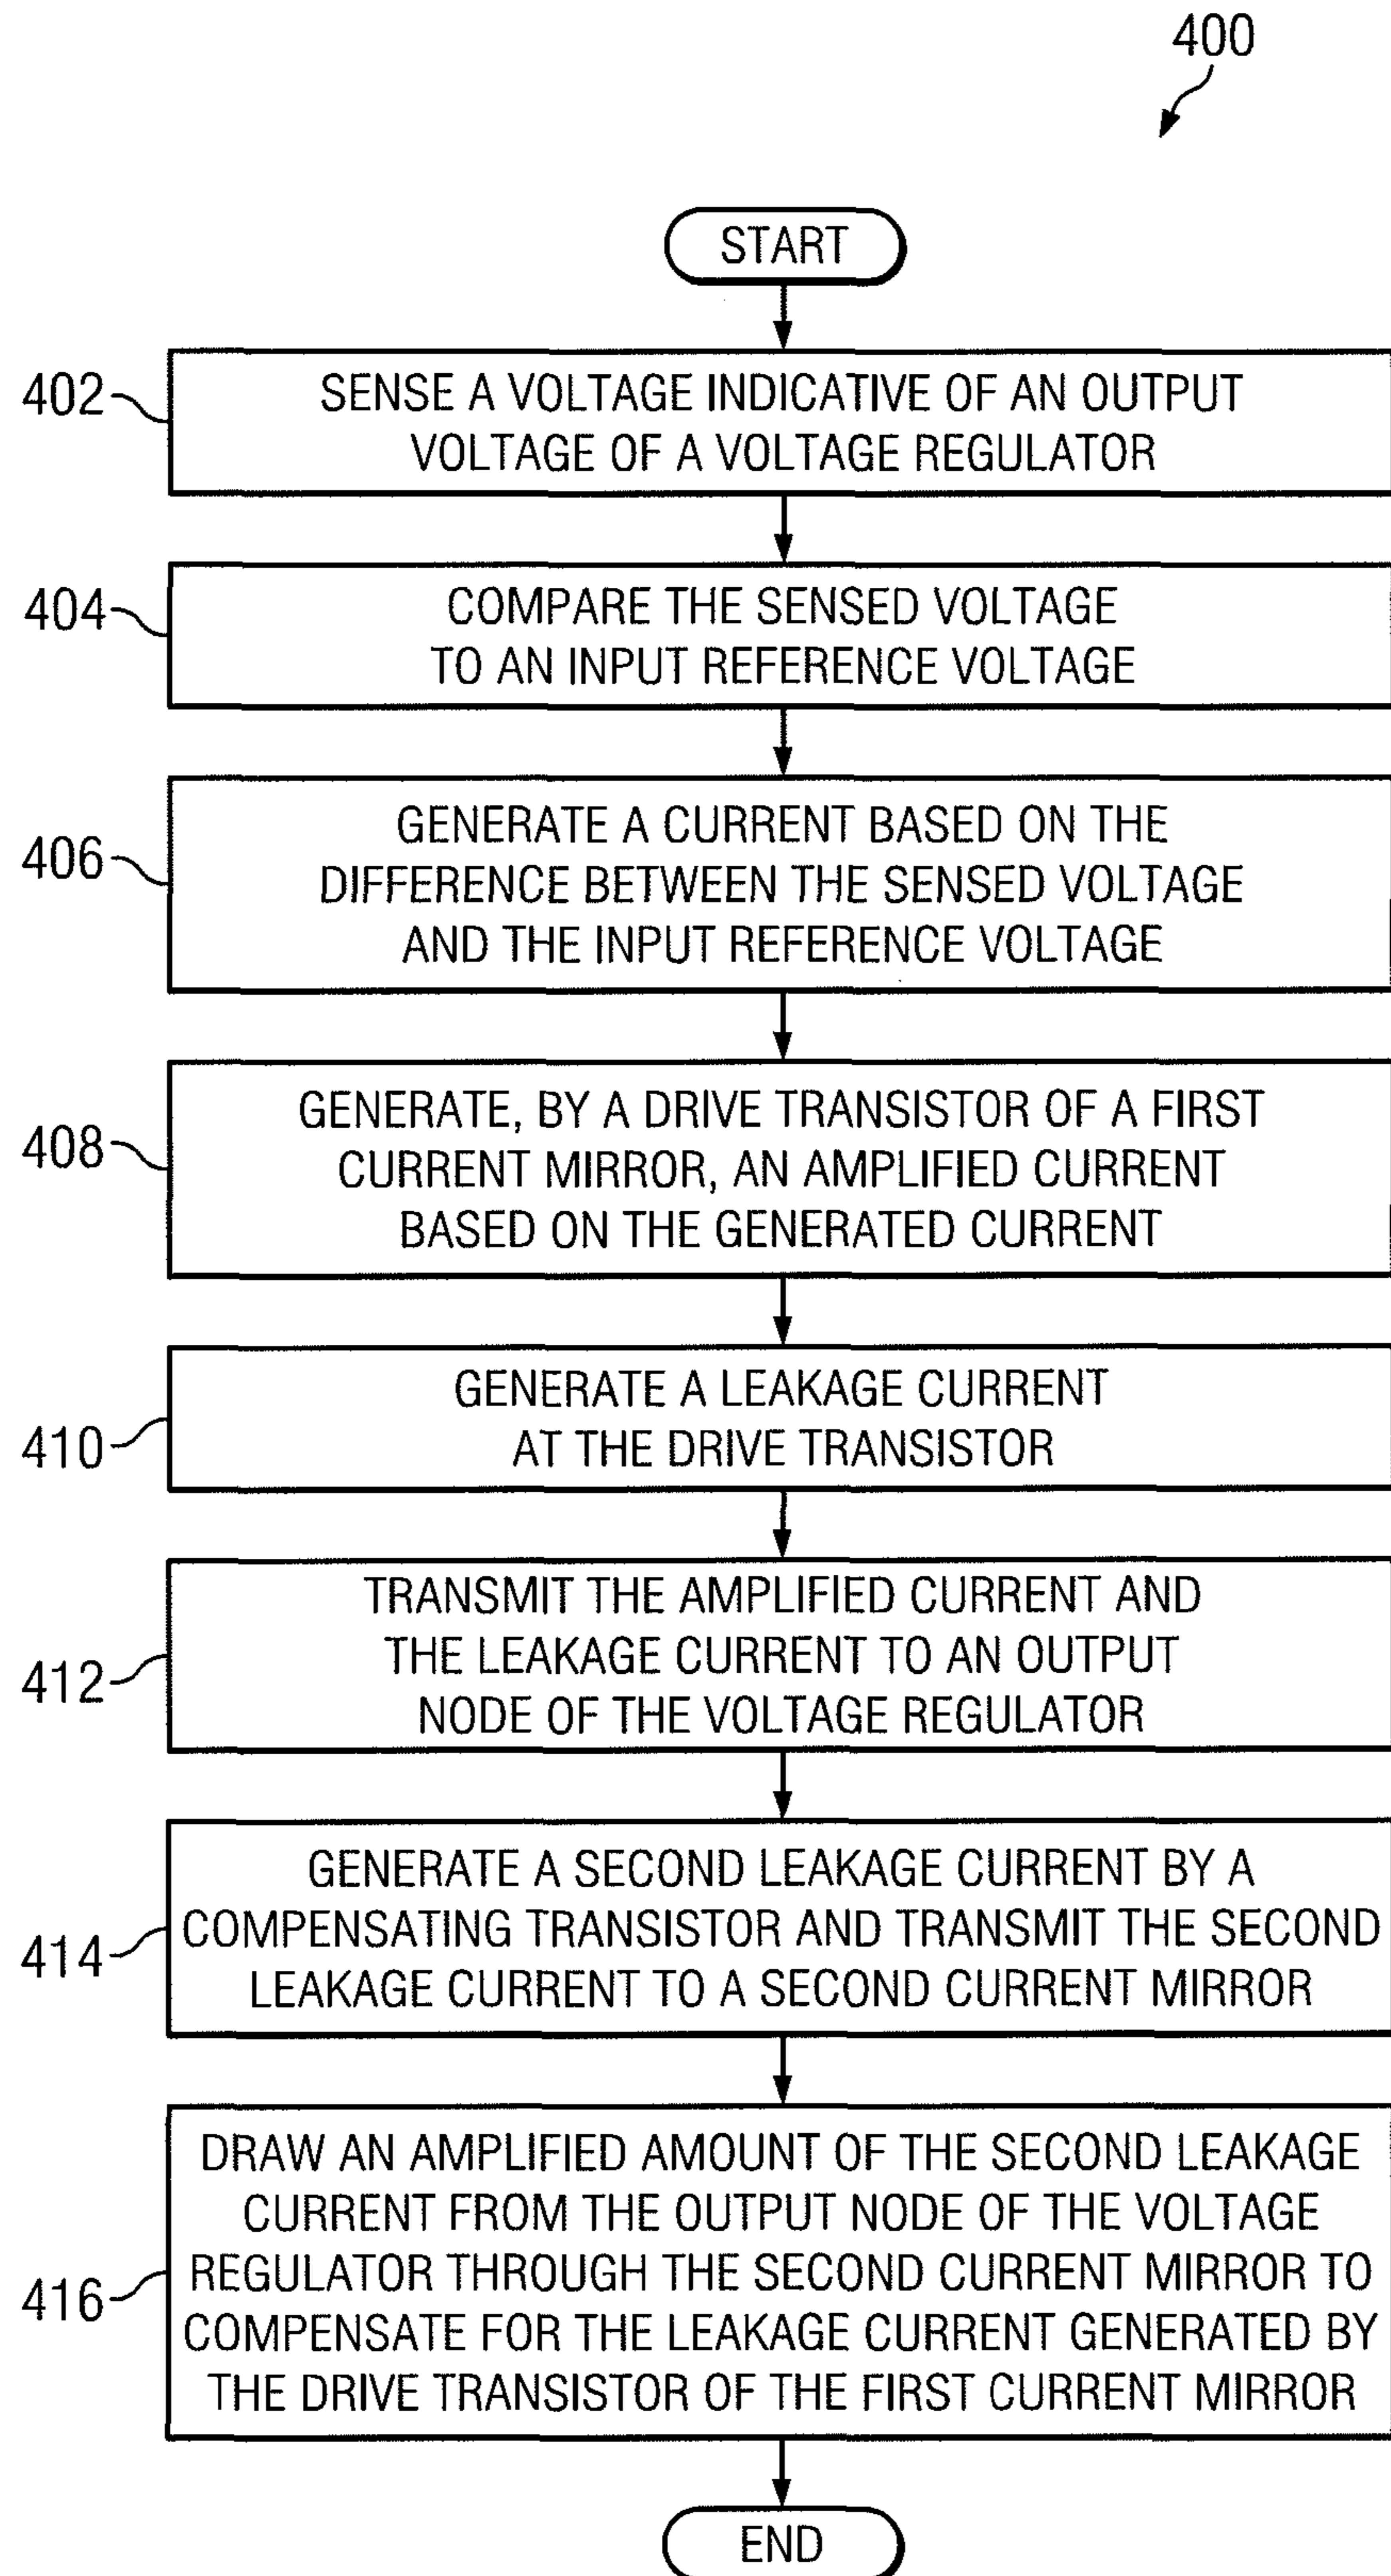 400
START
402
SENSE A VOLTAGE INDICATIVE OF AN OUTPUT
VOLTAGE OF A VOLTAGE REGULATOR
404
COMPARE THE SENSED VOLTAGE
TO AN INPUT REFERENCE VOLTAGE
406
GENERATE A CURRENT BASED ON THE
DIFFERENCE BETWEEN THE SENSED VOLTAGE
AND THE INPUT REFERENCE VOLTAGE
408
GENERATE, BY A DRIVE TRANSISTOR OF A FIRST
CURRENT MIRROR, AN AMPLIFIED CURRENT
BASED ON THE GENERATED CURRENT
410
GENERATE A LEAKAGE CURRENT
AT THE DRIVE TRANSISTOR
412
TRANSMIT THE AMPLIFIED CURRENT AND
THE LEAKAGE CURRENT TO AN OUTPUT
NODE OF THE VOLTAGE REGULATOR
414
GENERATE A SECOND LEAKAGE CURRENT BY A
COMPENSATING TRANSISTOR AND TRANSMIT THE SECOND
LEAKAGE CURRENT TO A SECOND CURRENT MIRROR
416
DRAW AN AMPLIFIED AMOUNT OF THE SECOND LEAKAGE
CURRENT FROM THE OUTPUT NODE OF THE VOLTAGE
REGULATOR THROUGH THE SECOND CURRENT MIRROR TO
COMPENSATE FOR THE LEAKAGE CURRENT GENERATED BY
THE DRIVE TRANSISTOR OF THE FIRST CURRENT MIRROR
END